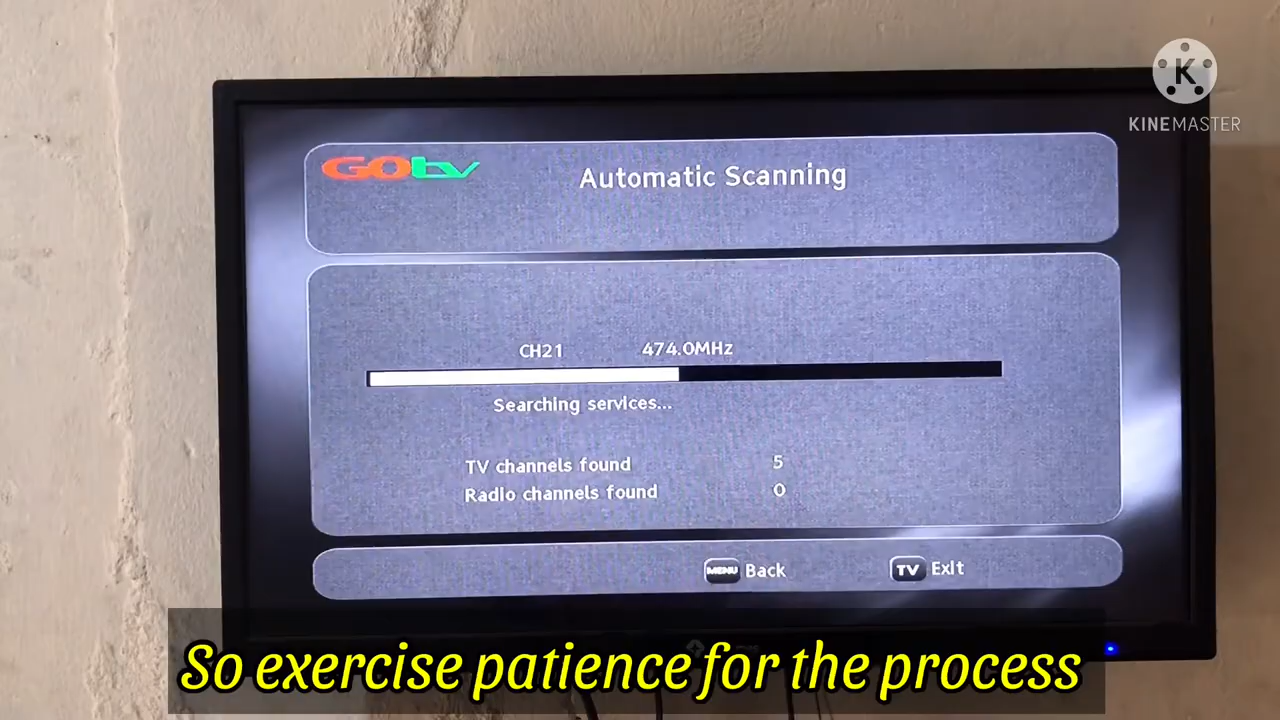 K
KINEMASTER
GOtv
Automatic Scanning
CH21 474.0MHz
Searching services...
TV channels found 5
Radio channels found 0
MENU Back TV Exit
So exercise patience for the process